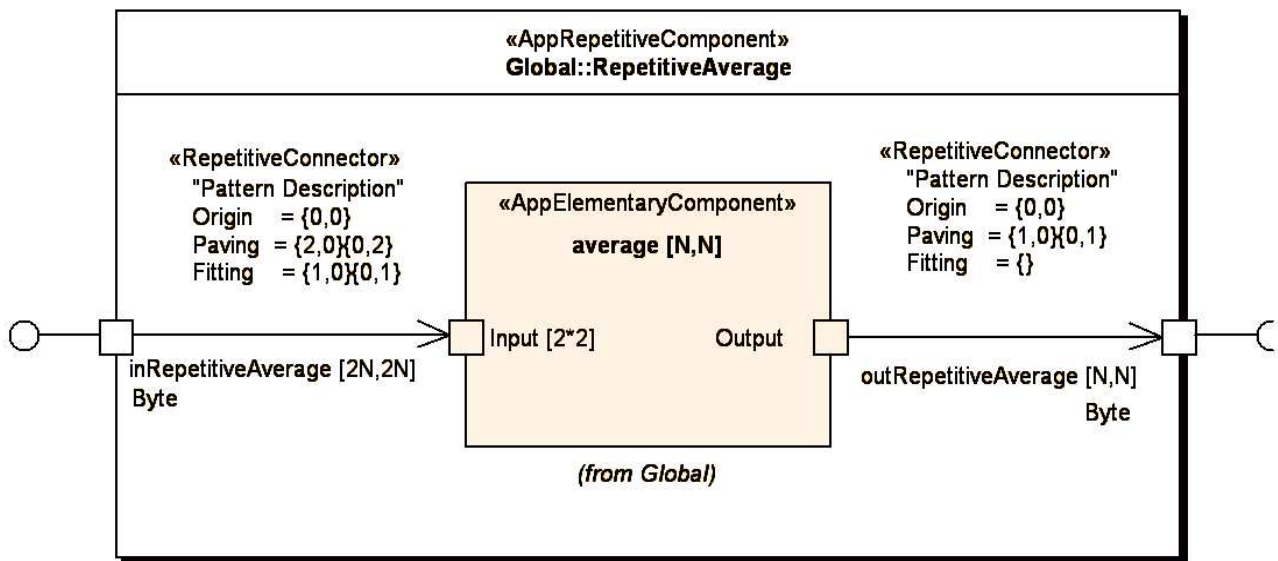 «AppRepetitiveComponent»
Global::RepetitiveAverage
«RepetitiveConnector»
"Pattern Description"
Origin = {0,0}
Paving = {2,0}{0,2}
Fitting = {1,0}{0,1}
«AppElementaryComponent»
average [N,N]
«RepetitiveConnector»
"Pattern Description"
Origin = {0,0}
Paving = {1,0}{0,1}
Fitting = {}
Input [2*2]
Output
inRepetitiveAverage [2N,2N]
Byte
outRepetitiveAverage [N,N]
Byte
(from Global)